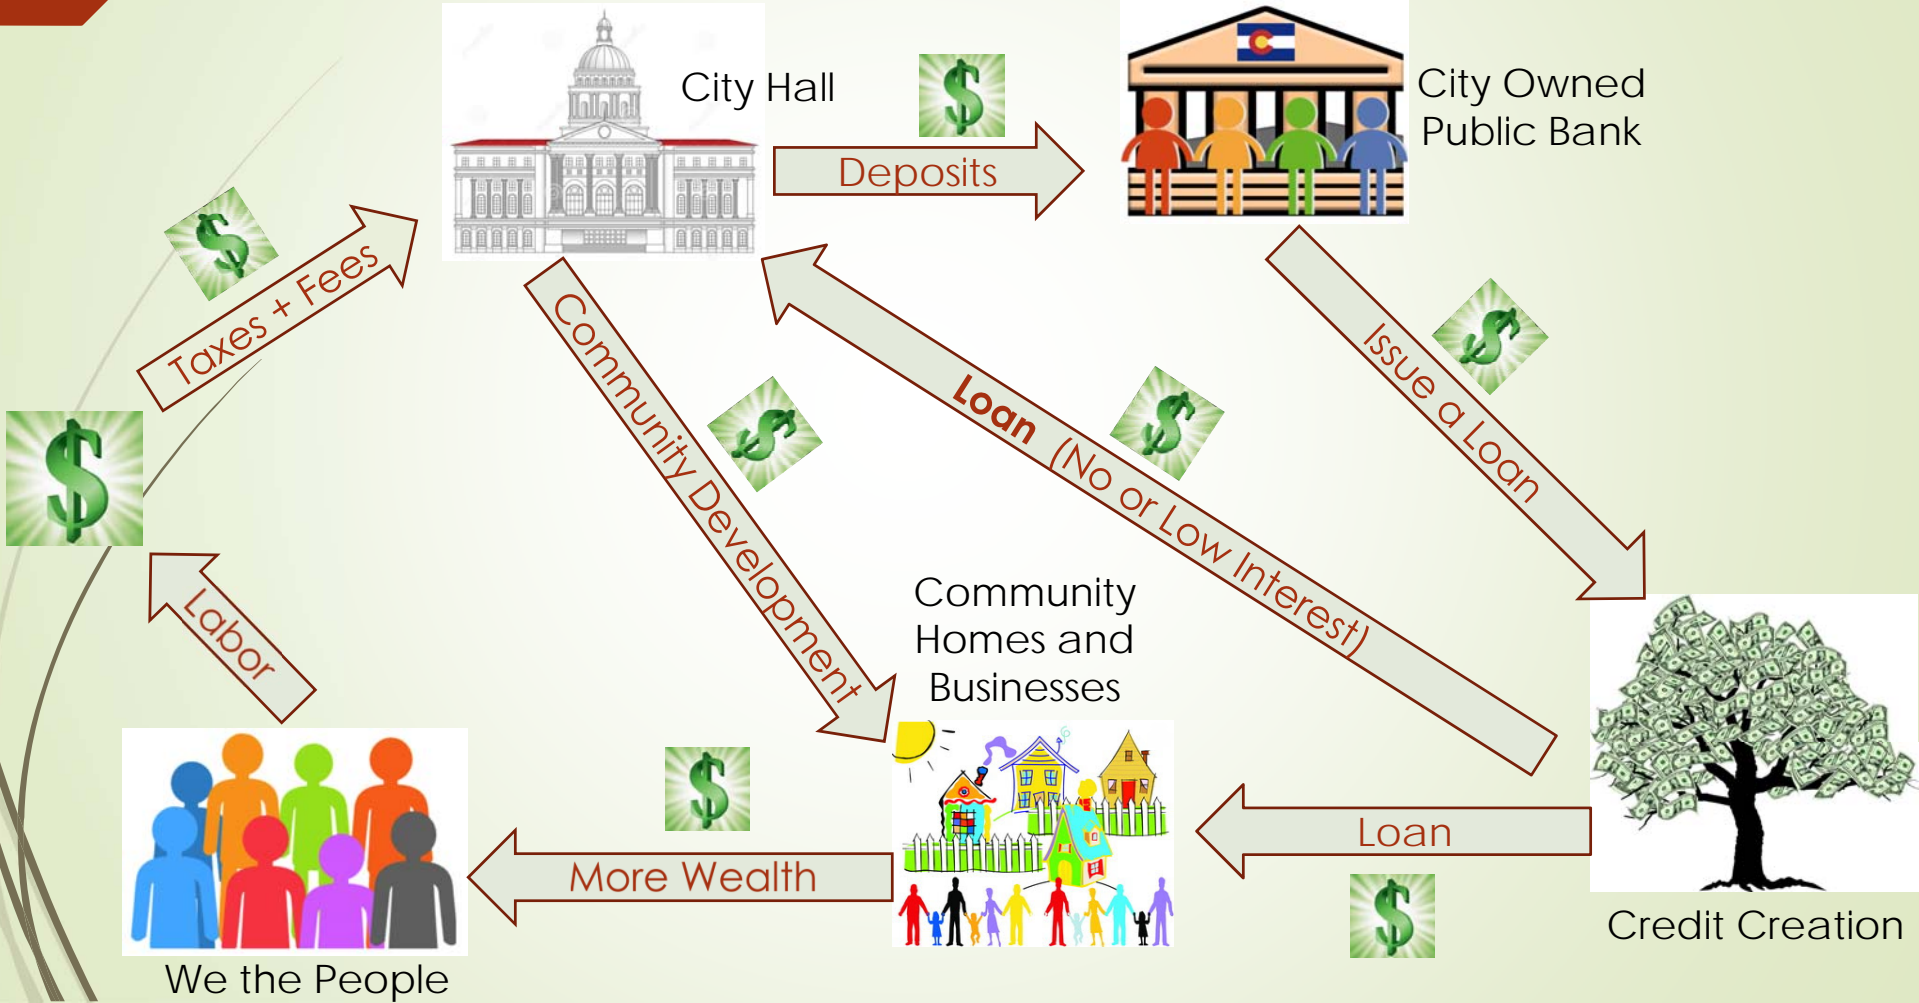 City Hall
Deposits
City Owned
Public Bank
Taxes + Fees
Community Development
Loan (No or Low Interest)
Issue a Loan
Labor
Community
Homes and
Businesses
More Wealth
Loan
We the People
Credit Creation